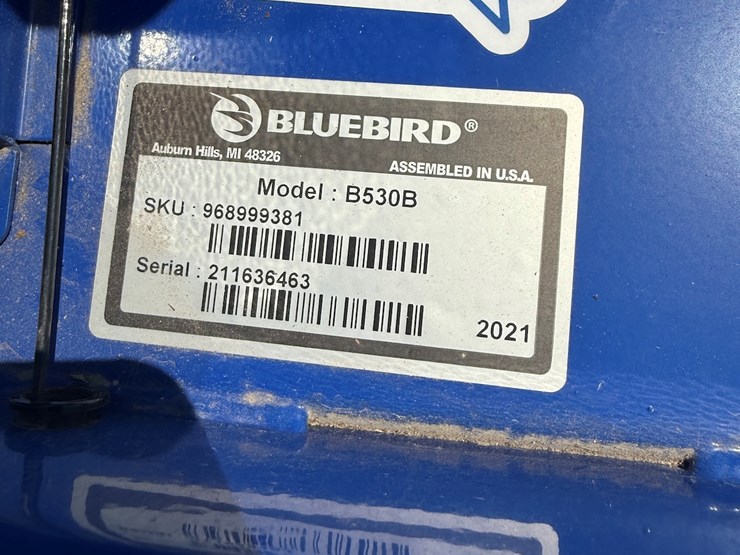 BLUEBIRD®
Auburn Hills, MI 48326
ASSEMBLED IN U.S.A.
Model : B530B
SKU : 968999381
Serial : 211636463
2021